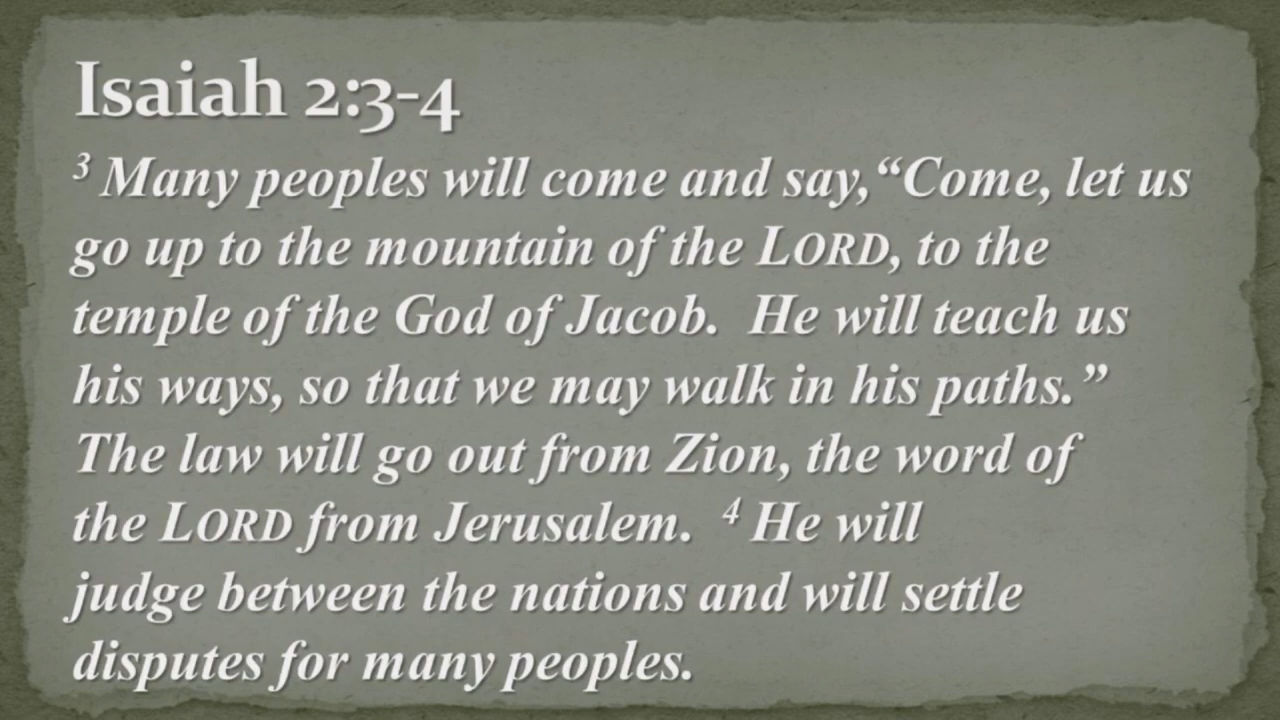 Isaiah 2:3-4
³ Many peoples will come and say,“Come, let us
go up to the mountain of the LORD, to the
temple of the God of Jacob.  He will teach us
his ways, so that we may walk in his paths.”
The law will go out from Zion, the word of
the LORD from Jerusalem.  ⁴ He will
judge between the nations and will settle
disputes for many peoples.